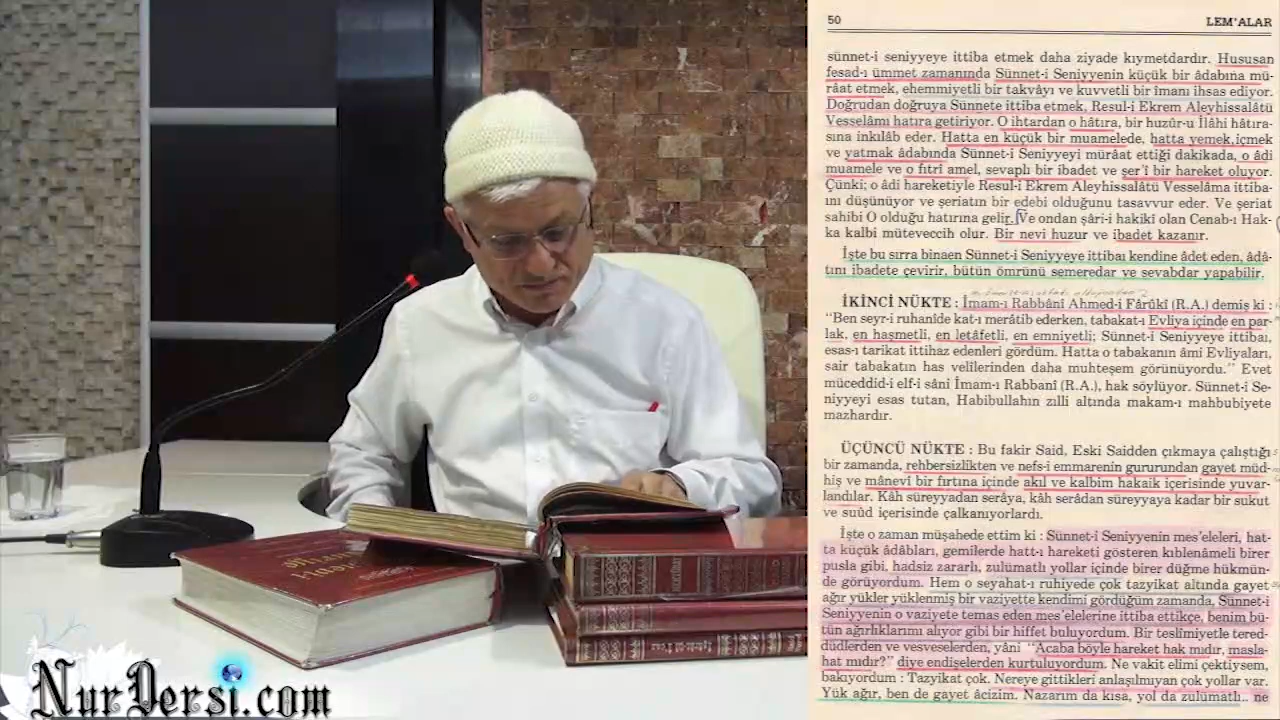 50
LEM'ALAR
sünnet-i seniyyeye ittiba etmek daha ziyade kıymetdardır. Hususan
fesad-ı ümmet zamanında Sünnet-i Seniyyenin küçük bir âdabına mü-
râat etmek, ehemmiyetli bir takvâyı ve kuvvetli bir imanı ihsas ediyor.
Doğrudan doğruya Sünnete ittiba etmek, Resul-i Ekrem Aleyhissalâtü
Vesselâmı hatıra getiriyor. O ihtardan o hâtıra, bir huzûr-u İlâhi hâtıra-
sına inkılâb eder. Hatta en küçük bir muamelede, hatta yemek, içmek
ve yatmak âdabında Sünnet-i Seniyyeyi mürâat ettiği dakikada, o âdi
muamele ve o fıtrî amel, sevaplı bir ibadet ve şer'î bir hareket oluyor.
Çünki; o âdi hareketiyle Resul-i Ekrem Aleyhissalâtü Vesselâma ittiba-
ını düşünüyor ve şeriatın bir edebi olduğunu tasavvur eder. Ve şeriat
sahibi O olduğu hatırına gelir. Ve ondan şâri-i hakikî olan Cenab-ı Hak-
ka kalbi müteveccih olur. Bir nevi huzur ve ibadet kazanır.
İşte bu sırra binaen Sünnet-i Seniyyeye ittibaı kendine âdet eden, âdâ-
tını ibadete çevirir, bütün ömrünü semeredar ve sevabdar yapabilir.
İKİNCİ NÜKTE : İmam-ı Rabbânî Ahmed-i Fârûkî (R.A.) demiş ki :
"Ben seyr-i ruhanîde kat-ı merâtib ederken, tabakat-ı Evliya içinde en par-
lak, en haşmetli, en letâfetli, en emniyetli; Sünnet-i Seniyyeye ittibaı,
esas-ı tarikat ittihaz edenleri gördüm. Hatta o tabakanın âmi Evliyaları,
sair tabakatın has velilerinden daha muhteşem görünüyordu." Evet
müceddid-i elf-i sâni İmam-ı Rabbanî (R.A.), hak söylüyor. Sünnet-i Se-
niyyeyi esas tutan, Habibullahın zılli altında makam-ı mahbubiyete
mazhardır.
ÜÇÜNCÜ NÜKTE : Bu fakir Said, Eski Saidden çıkmaya çalıştığı
bir zamanda, rehbersizlikten ve nefs-i emmarenin gururundan gayet müd-
hiş ve mânevi bir fırtına içinde akıl ve kalbim hakaik içerisinde yuvar-
landılar. Kâh süreyyadan serâya, kâh serâdan süreyyaya kadar bir sukut
ve suûd içerisinde çalkanıyorlardı.
İşte o zaman müşahede ettim ki : Sünnet-i Seniyyenin mes'eleleri, hat-
ta küçük âdâbları, gemilerde hatt-ı hareketi gösteren kıblenâmeli birer
pusla gibi, hadsiz zararlı, zulümatlı yollar içinde birer düğme hükmün-
de görüyordum. Hem o seyahat-ı ruhiyede çok tazyikat altında gayet
ağır yükler yüklenmiş bir vaziyette kendimi gördüğüm zamanda, Sünnet-i
Seniyyenin o vaziyete temas eden mes'elelerine ittiba ettikçe, benim bü-
tün ağırlıklarımı alıyor gibi bir hiffet buluyordum. Bir teslimiyetle tered-
düdlerden ve vesveselerden, yâni "Acaba böyle hareket hak mıdır, masla-
hat mıdır?" diye endişelerden kurtuluyordum. Ne vakit elimi çektiysem,
bakıyordum : Tazyikat çok. Nereye gittikleri anlaşılmıyan çok yollar var.
Yük ağır, ben de gayet âcizim. Nazarım da kısa, yol da zulümatlı.. ne
NurDersi.com